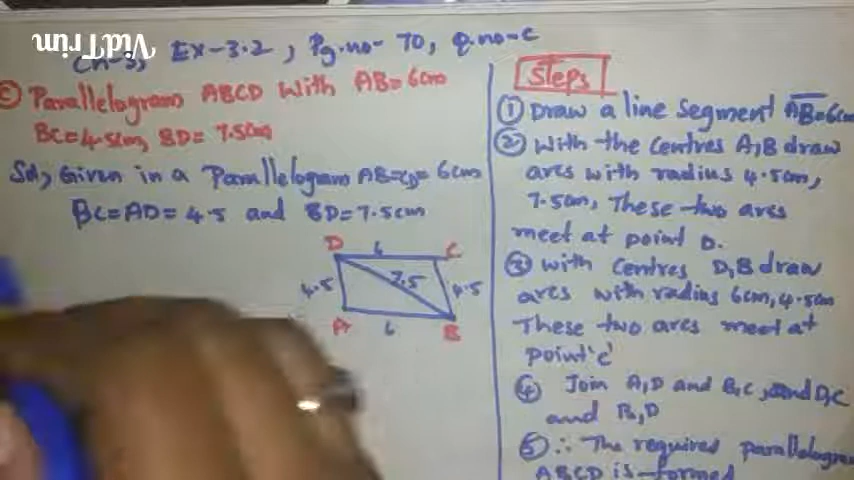 VidTrim
Ch-3, Ex-3.2, Pg.no- 70, q.no-c
© Parallelogram ABCD with AB=6cm
BC=4.5cm, BD= 7.5cm
Sol, Given in a Parallelogram AB=CD= 6cm
BC=AD=4.5 and BD=7.5cm
D 6 C
4.5 7.5 4.5
A 6 B
Steps
① Draw a line segment AB=6cm
② With the centres A,B draw
arcs with radius 4.5cm,
7.5cm, These two arcs
meet at point D.
③ with centres D,B draw
arcs with radius 6cm,4.5cm
These two arcs meet at
point 'c'
④ Join A,D and B,C, and D,C
and B,D
⑤ ∴ The required parallelogram
ABCD is formed